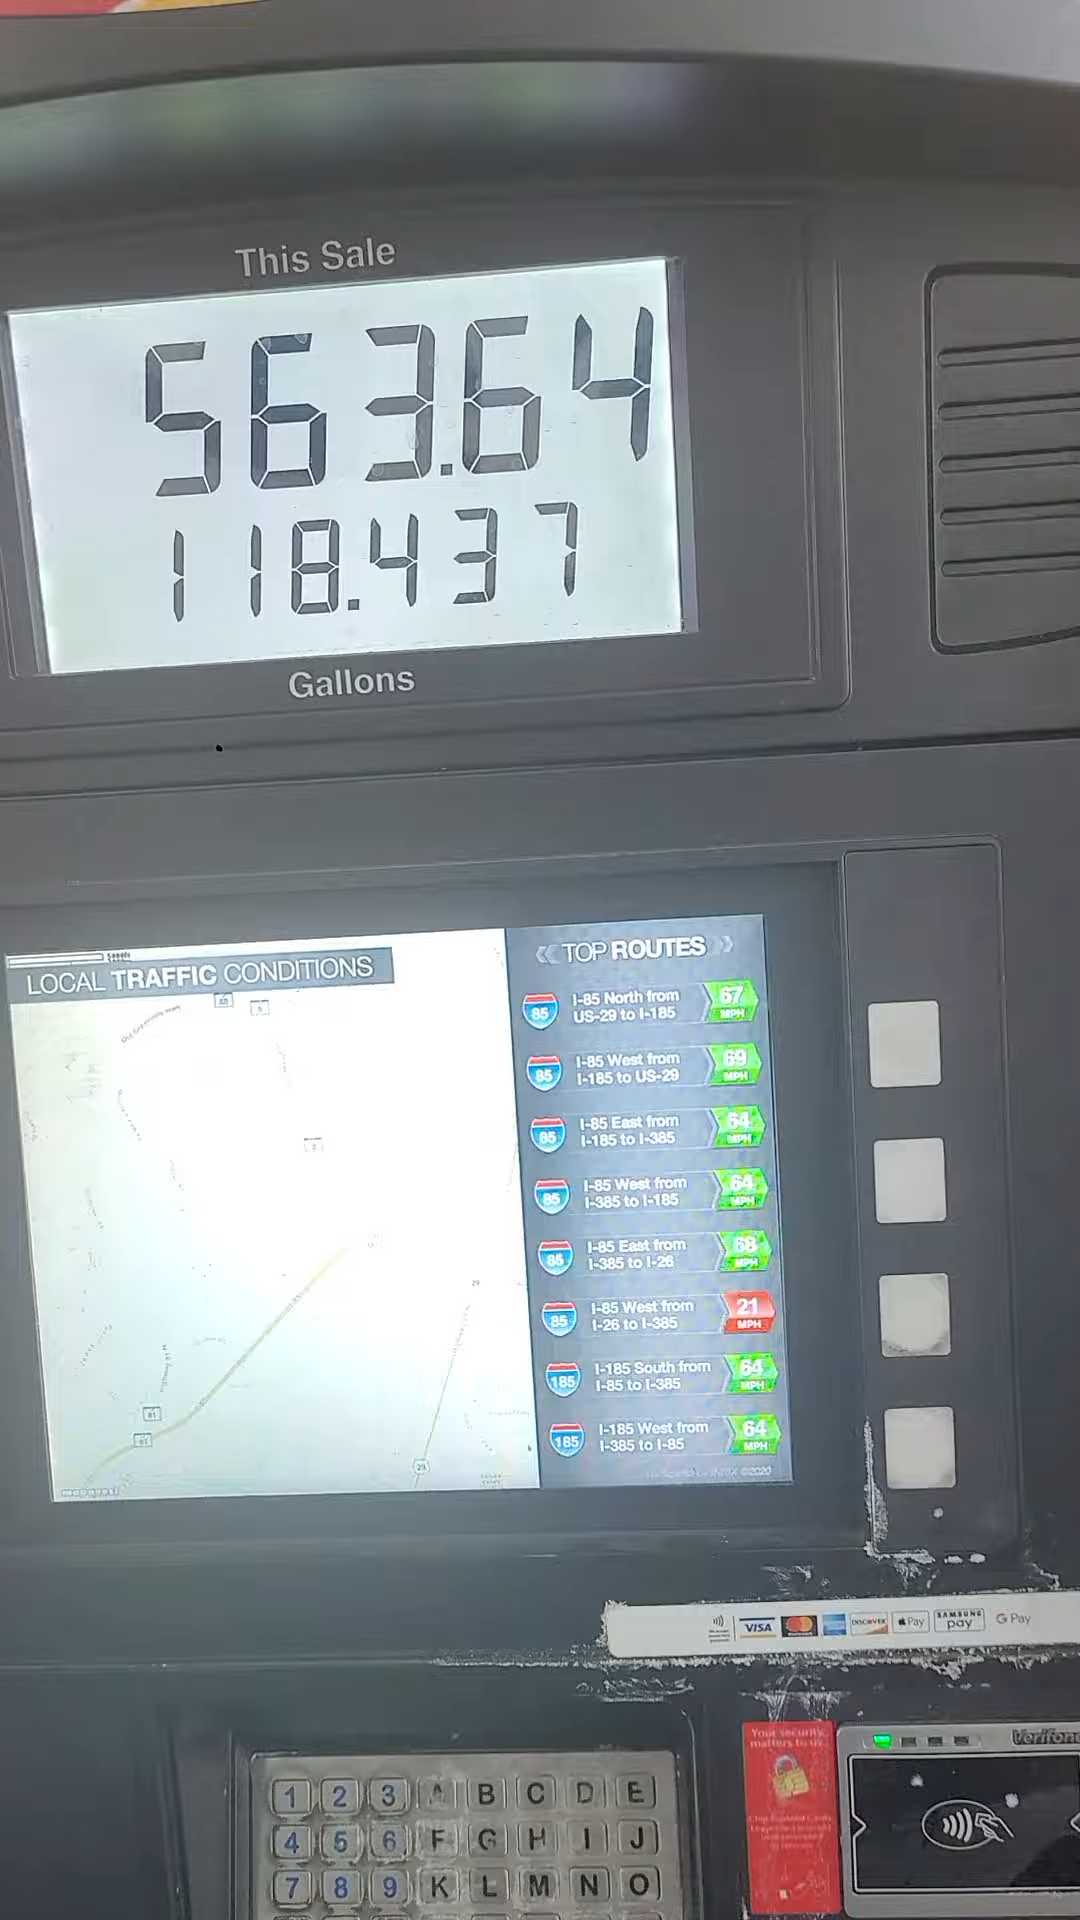 This Sale
563.64
118.437
Gallons
LOCAL TRAFFIC CONDITIONS
TOP ROUTES
85
I-85 North from
US-29 to I-185
67
MPH
85
I-85 West from
I-185 to US-29
69
MPH
85
I-85 East from
I-185 to I-385
64
MPH
85
I-85 West from
I-385 to I-185
64
MPH
85
I-85 East from
I-385 to I-26
68
MPH
85
I-85 West from
I-26 to I-385
21
MPH
185
I-185 South from
I-85 to I-385
64
MPH
185
I-185 West from
I-385 to I-85
64
MPH
29
81
29
mapquest
VISA
DISCOVER
Pay
SAMSUNG
pay
G Pay
Your security
matters to us.
Verifone
1 2 3 A B C D E
4 5 6 F G H I J
7 8 9 K L M N O